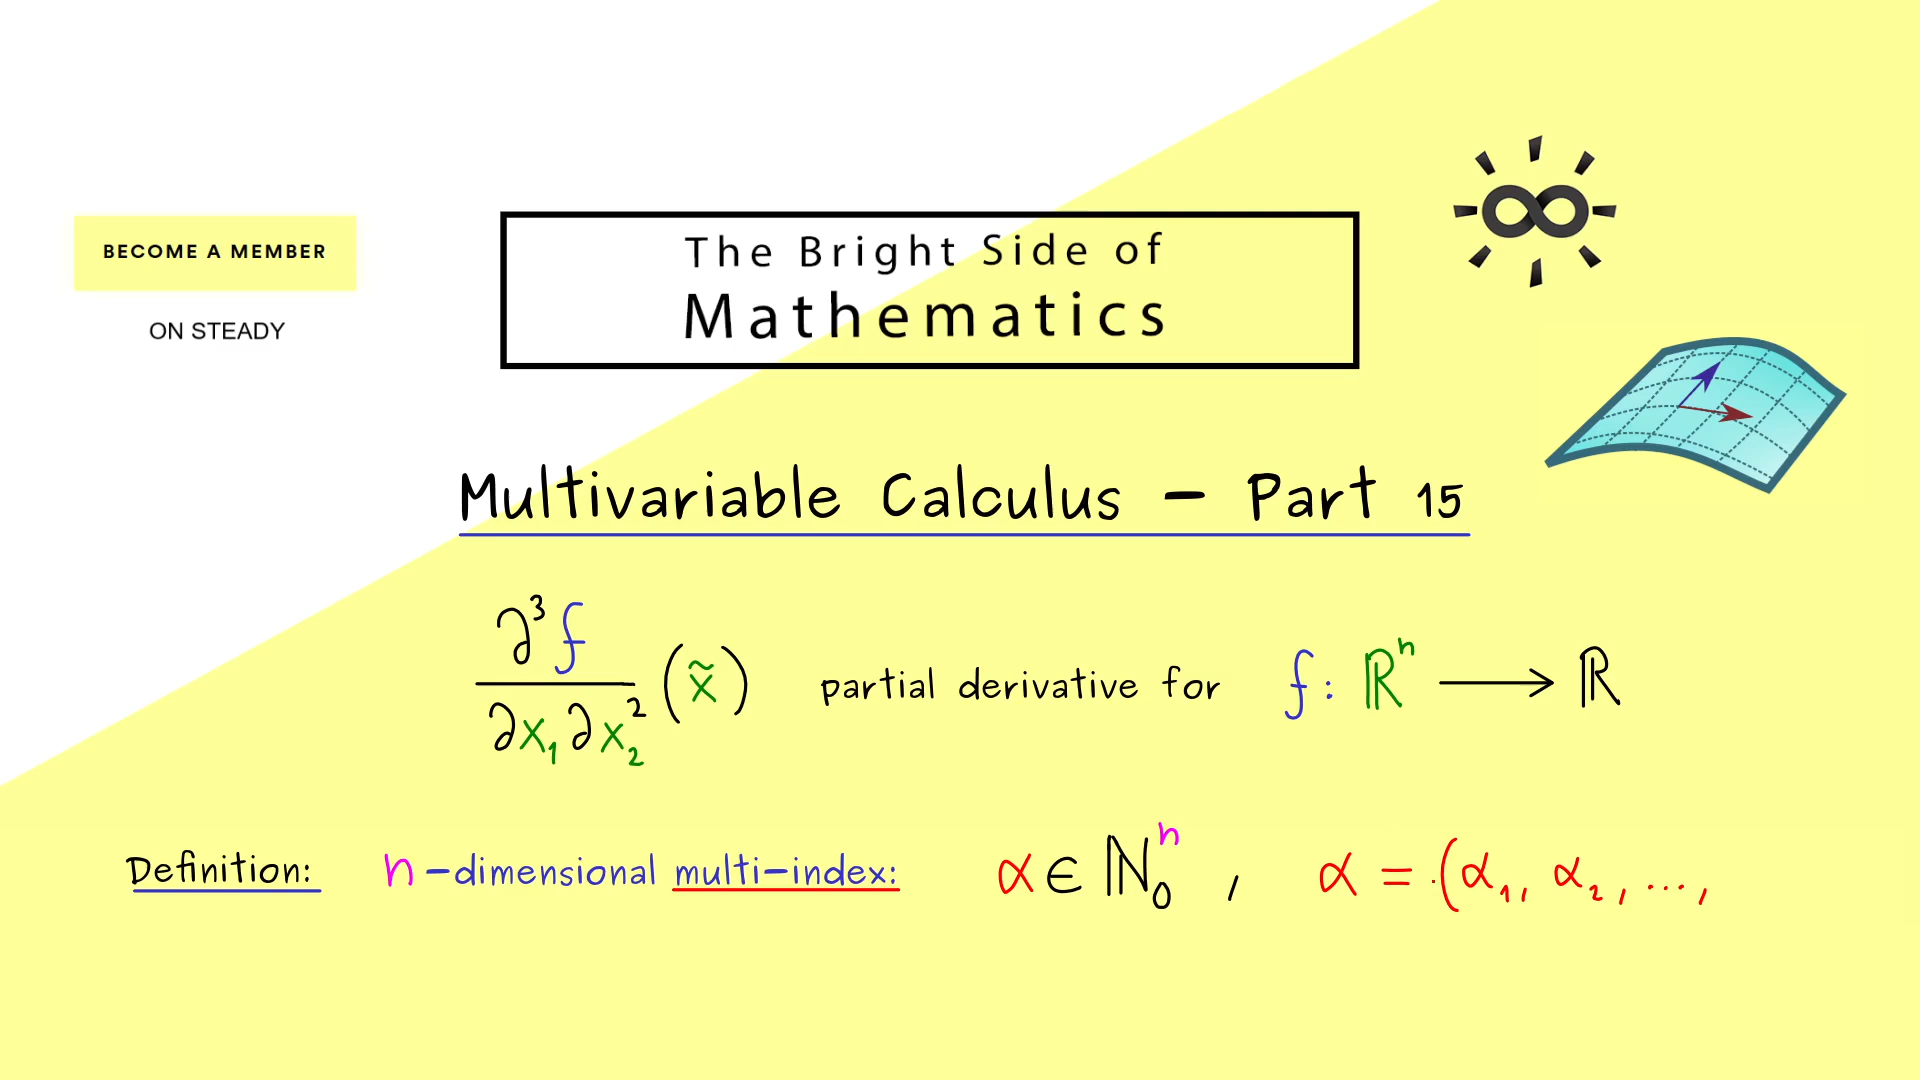 BECOME A MEMBER
ON STEADY
The Bright Side of
Mathematics
Multivariable Calculus – Part 15
∂³f / ∂x₁∂x₂² (x̃) partial derivative for f: ℝⁿ ⟶ ℝ
Definition: n-dimensional multi-index: α ∈ ℕ₀ⁿ , α = (α₁, α₂, ...,